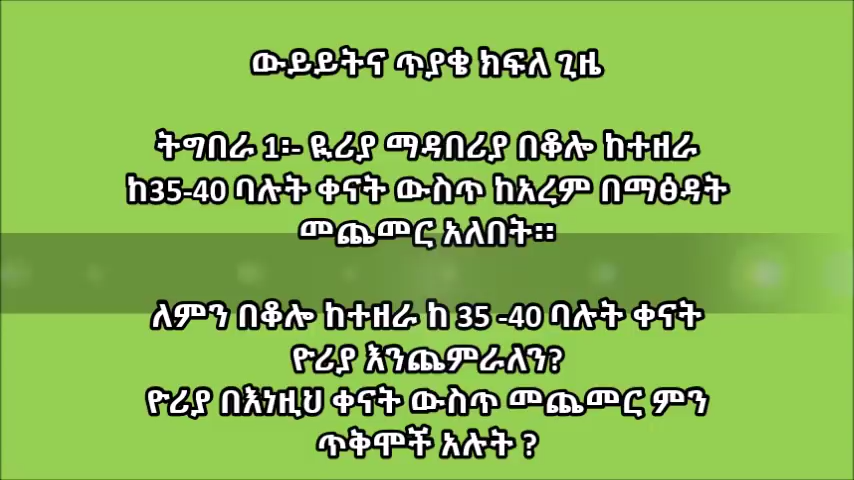 ውይይትና ጥያቄ ክፍለ ጊዜ
ትግበራ 1፡- ዪሪያ ማዳበሪያ በቆሎ ከተዘራ
ከ35-40 ባሉት ቀናት ውስጥ ከአረም በማፅዳት
መጨመር አለበት፡፡
ለምን በቆሎ ከተዘራ ከ 35 -40 ባሉት ቀናት
ዮሪያ እንጨምራለን?
ዮሪያ በእነዚህ ቀናት ውስጥ መጨመር ምን
ጥቅሞች አሉት ?